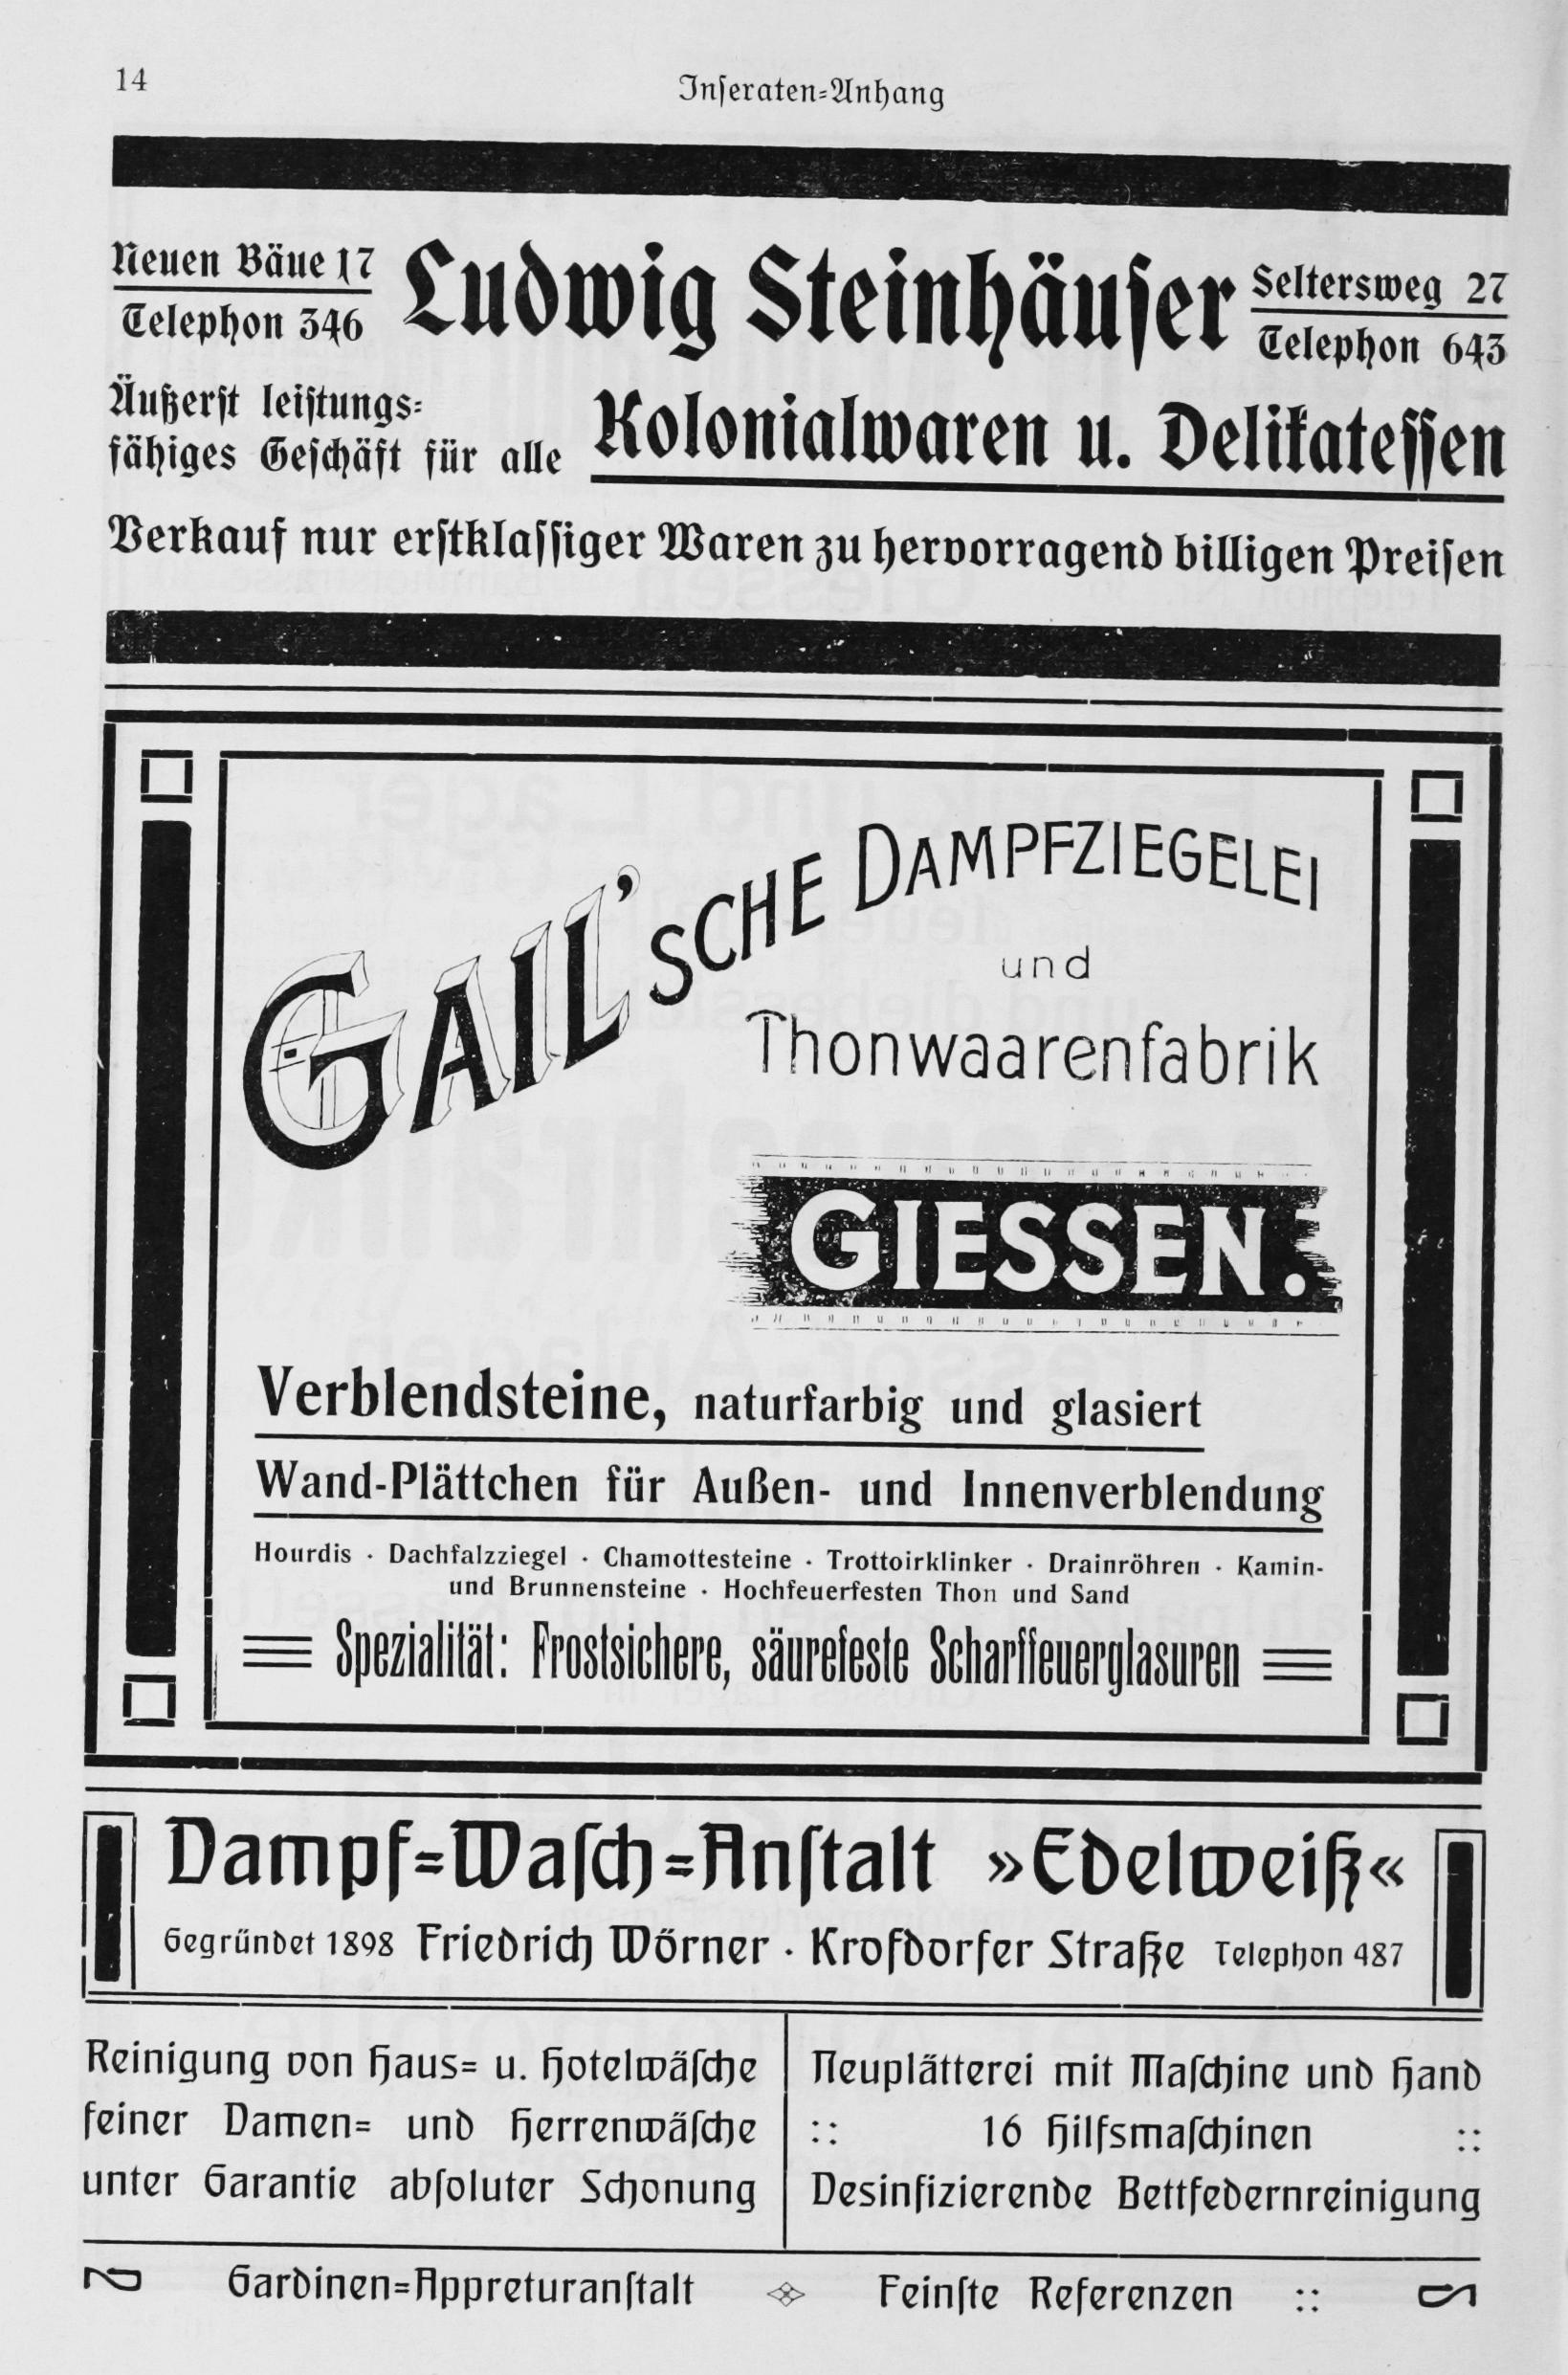 14
Inseraten-Anhang
Neuen Bäue 17
Telephon 346
Ludwig Steinhäuser
Seltersweg 27
Telephon 643
Äußerst leistungs-
fähiges Geschäft für alle
Kolonialwaren u. Delikatessen
Verkauf nur erstklassiger Waren zu hervorragend billigen Preisen
GAIL'SCHE DAMPFZIEGELEI
und
Thonwaarenfabrik
GIESSEN.
Verblendsteine, naturfarbig und glasiert
Wand-Plättchen für Außen- und Innenverblendung
Hourdis · Dachfalzziegel · Chamottesteine · Trottoirklinker · Drainröhren · Kamin-
und Brunnensteine · Hochfeuerfesten Thon und Sand
Spezialität: Frostsichere, säurefeste Scharffeuerglasuren
Dampf-Wasch-Anstalt »Edelweiß«
Gegründet 1898 Friedrich Wörner · Krofdorfer Straße Telephon 487
Reinigung von Haus- u. Hotelwäsche
feiner Damen- und Herrenwäsche
unter Garantie absoluter Schonung
Neuplätterei mit Maschine und Hand
:: 16 Hilfsmaschinen ::
Desinfizierende Bettfedernreinigung
Gardinen-Appreturanstalt
Feinste Referenzen ::